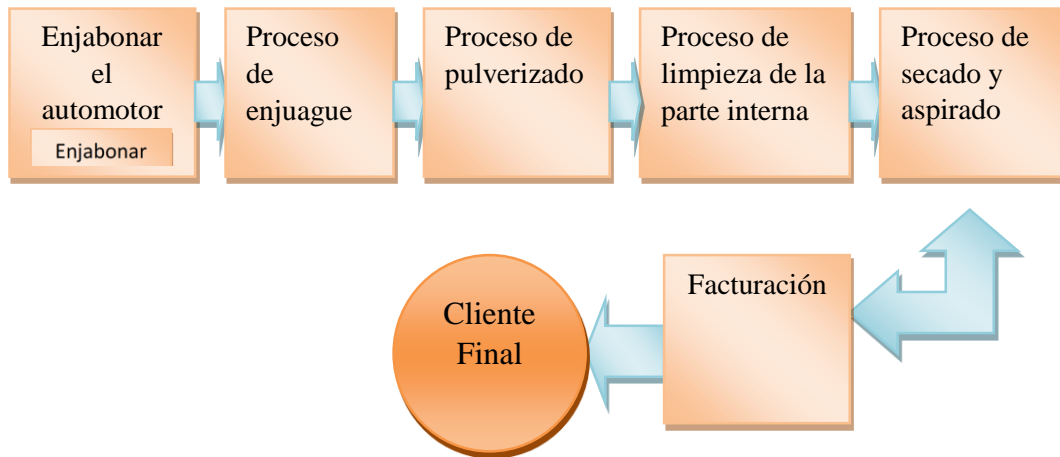 Enjabonar
el
automotor
Enjabonar
Proceso
de
enjuague
Proceso de
pulverizado
Proceso de
limpieza de la
parte interna
Proceso de
secado y
aspirado
Facturación
Cliente
Final